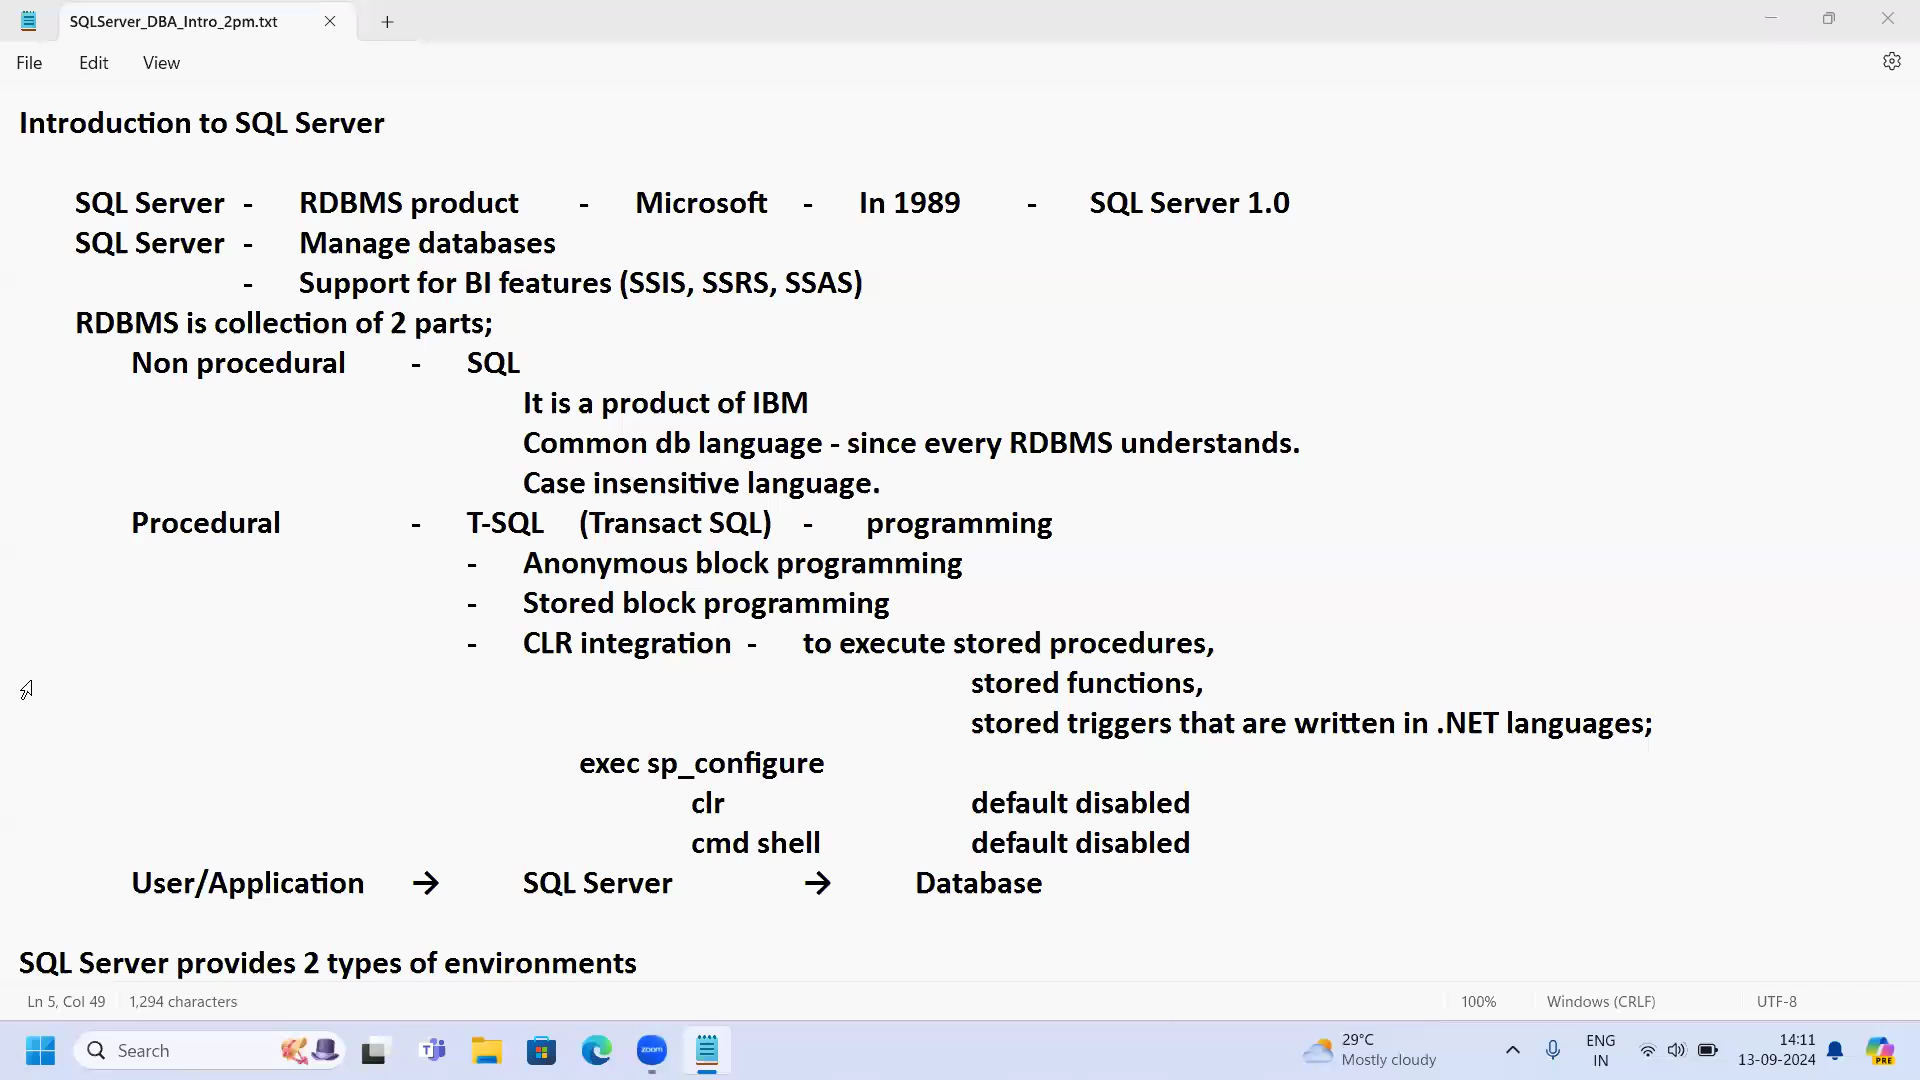 SQLServer_DBA_Intro_2pm.txt
File Edit View
Introduction to SQL Server
SQL Server - RDBMS product - Microsoft - In 1989 - SQL Server 1.0
SQL Server - Manage databases
- Support for BI features (SSIS, SSRS, SSAS)
RDBMS is collection of 2 parts;
Non procedural - SQL
It is a product of IBM
Common db language - since every RDBMS understands.
Case insensitive language.
Procedural - T-SQL (Transact SQL) - programming
- Anonymous block programming
- Stored block programming
- CLR integration - to execute stored procedures,
stored functions,
stored triggers that are written in .NET languages;
exec sp_configure
clr default disabled
cmd shell default disabled
User/Application → SQL Server → Database
SQL Server provides 2 types of environments
Ln 5, Col 49 1,294 characters 100% Windows (CRLF) UTF-8
Search zoom 29°C Mostly cloudy ENG IN 14:11 13-09-2024 PRE